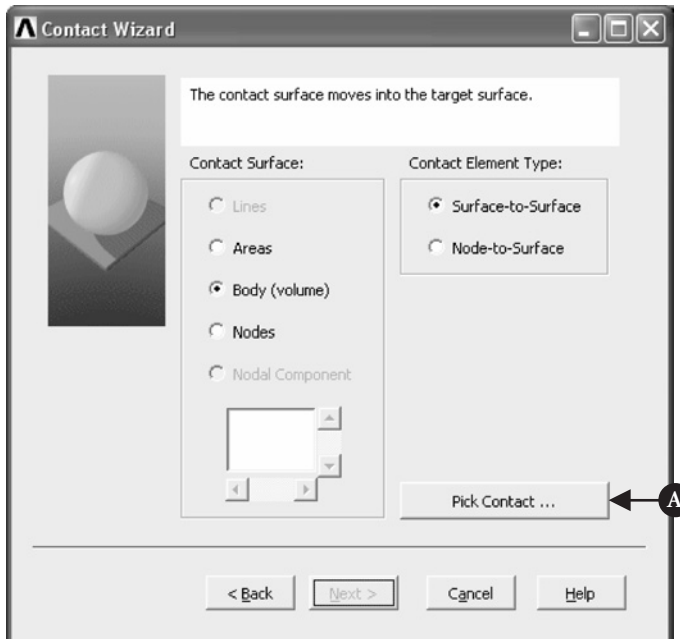 Contact Wizard
The contact surface moves into the target surface.
Contact Surface:
Lines
Areas
Body (volume)
Nodes
Nodal Component
Contact Element Type:
Surface-to-Surface
Node-to-Surface
Pick Contact ...
A
< Back
Next >
Cancel
Help